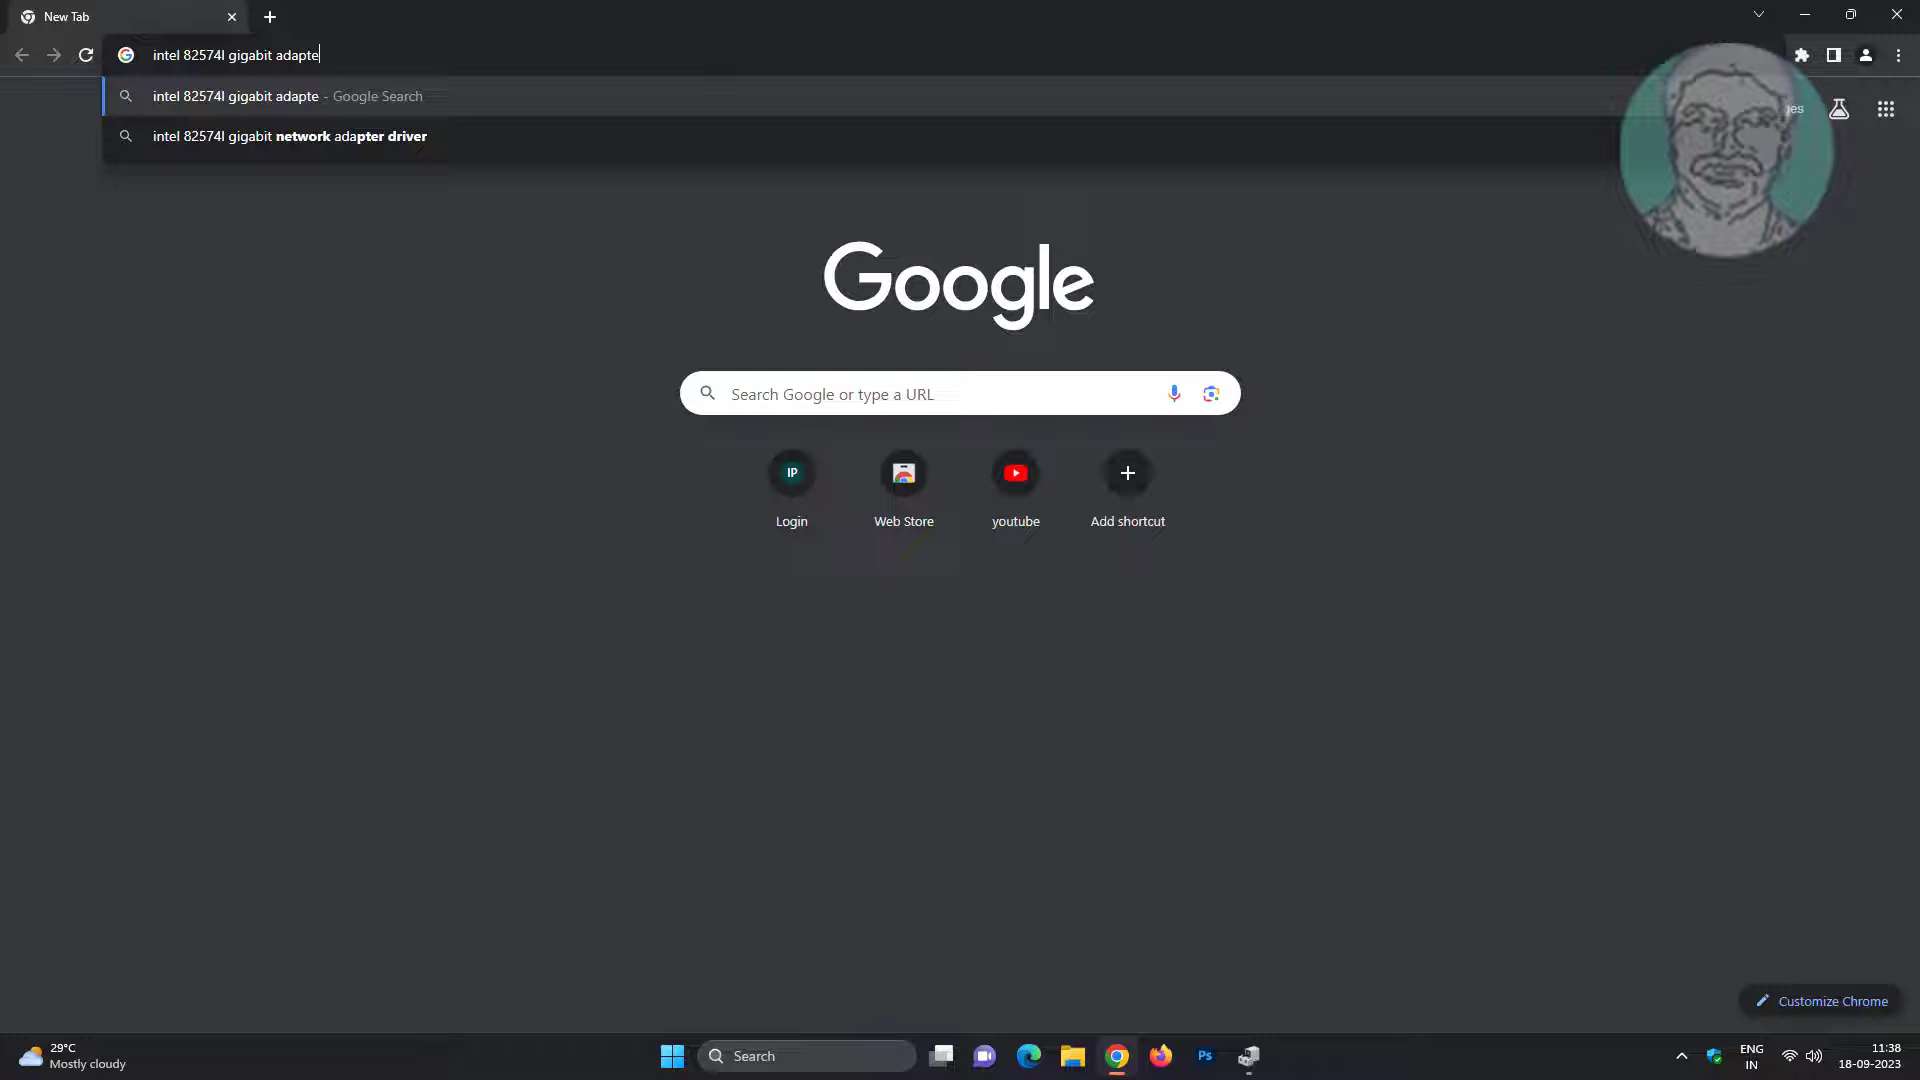 New Tab
intel 82574l gigabit adapte
intel 82574l gigabit adapte - Google Search
intel 82574l gigabit network adapter driver
Google
Search Google or type a URL
IP
Login
Web Store
youtube
Add shortcut
Customize Chrome
29°C
Mostly cloudy
Search
Ps
ENG
IN
11:38
18-09-2023